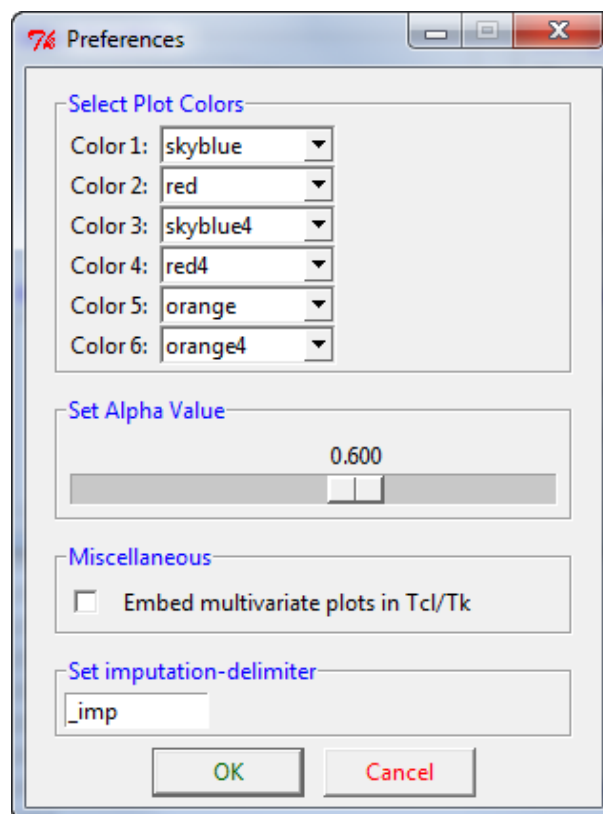 Preferences
Select Plot Colors
Color 1: skyblue
Color 2: red
Color 3: skyblue4
Color 4: red4
Color 5: orange
Color 6: orange4
Set Alpha Value
0.600
Miscellaneous
Embed multivariate plots in Tcl/Tk
Set imputation-delimiter
_imp
OK Cancel